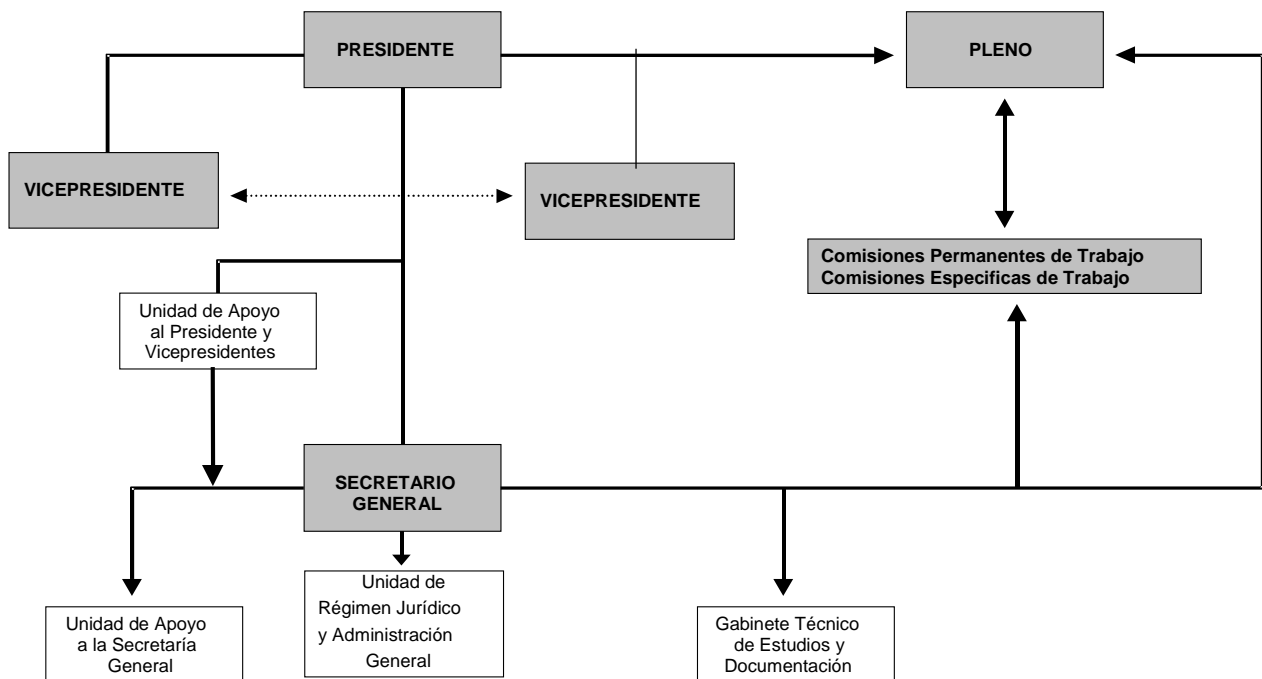 PRESIDENTE
PLENO
VICEPRESIDENTE
VICEPRESIDENTE
Comisiones Permanentes de Trabajo
Comisiones Especificas de Trabajo
Unidad de Apoyo
al Presidente y
Vicepresidentes
SECRETARIO
GENERAL
Unidad de Apoyo
a la Secretaría
General
Unidad de
Régimen Jurídico
y Administración
General
Gabinete Técnico
de Estudios y
Documentación